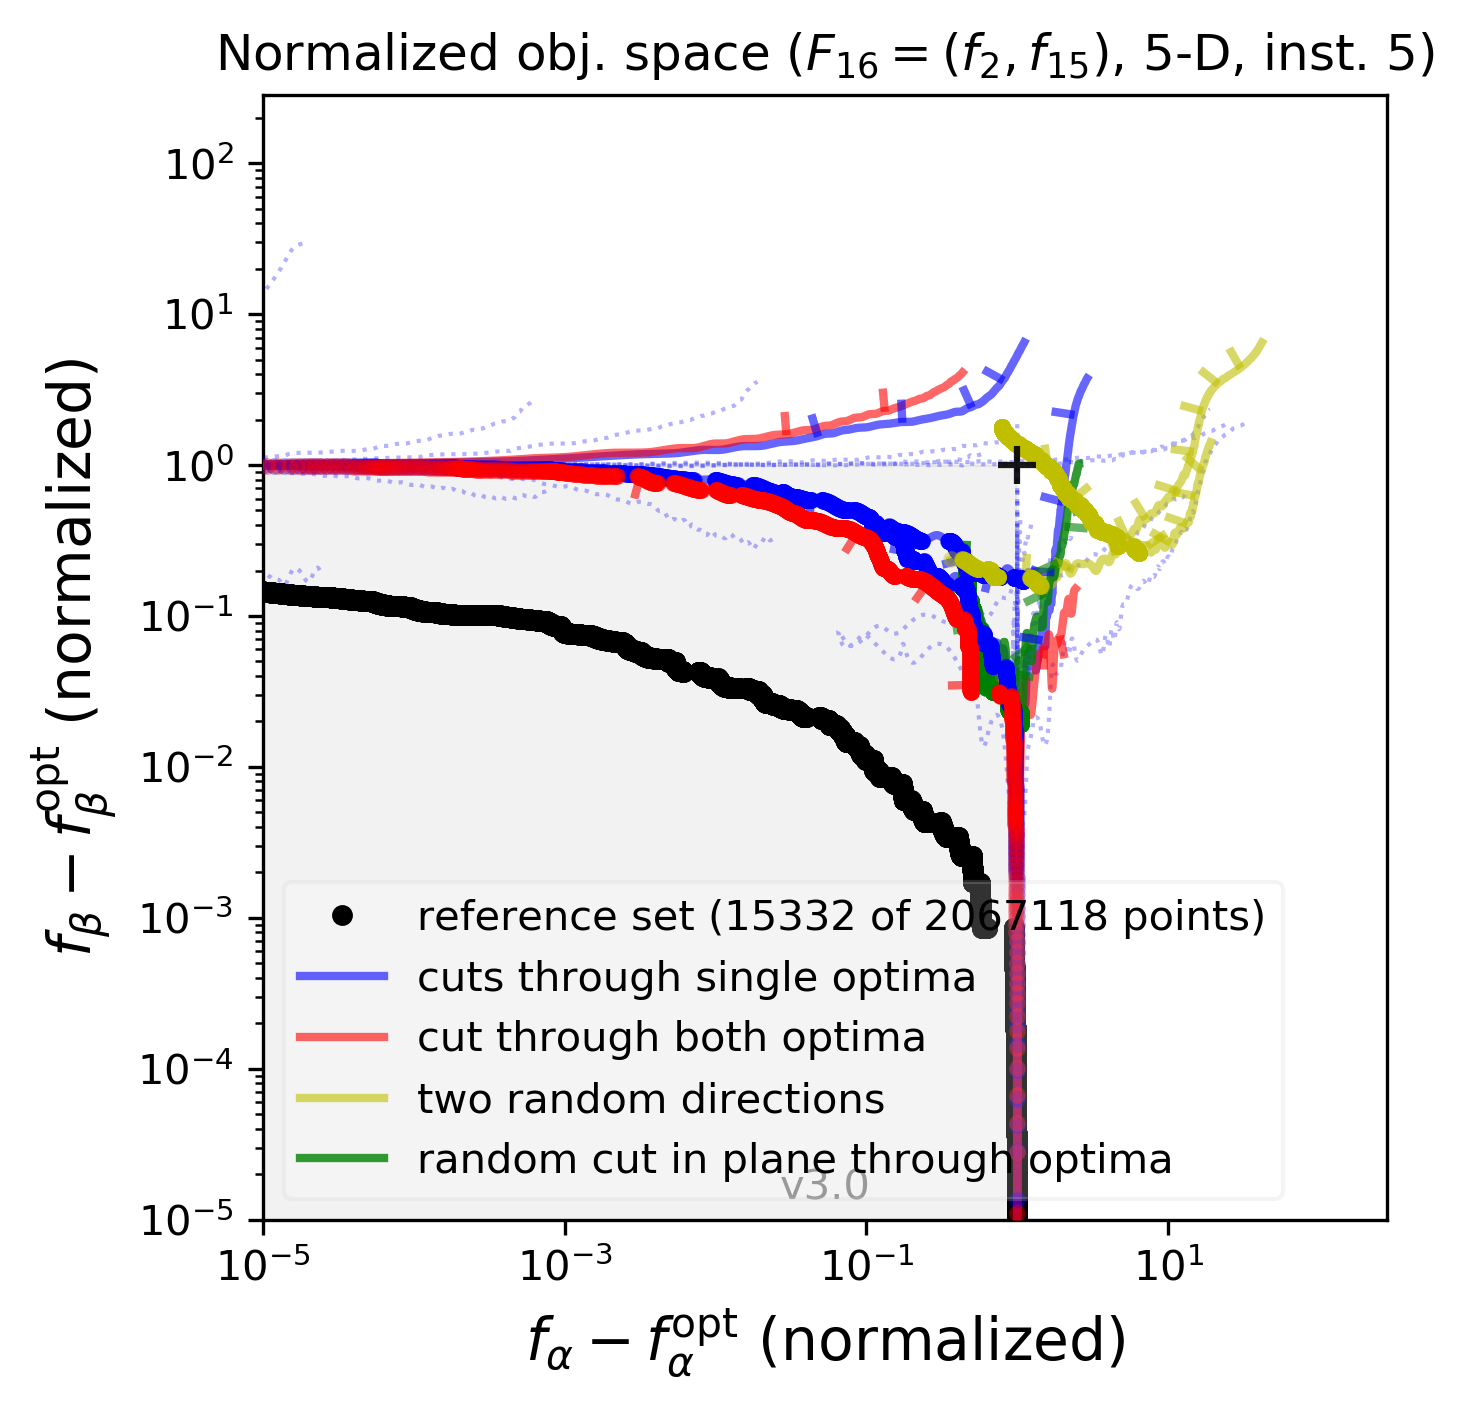 Normalized obj. space (F₁₆ = (f₂, f₁₅), 5-D, inst. 5)
f_β − f_β^opt (normalized)
10²
10¹
10⁰
10⁻¹
10⁻²
10⁻³
10⁻⁴
10⁻⁵
reference set (15332 of 2067118 points)
cuts through single optima
cut through both optima
two random directions
random cut in plane through optima
v3.0
10⁻⁵ 10⁻³ 10⁻¹ 10¹
f_α − f_α^opt (normalized)